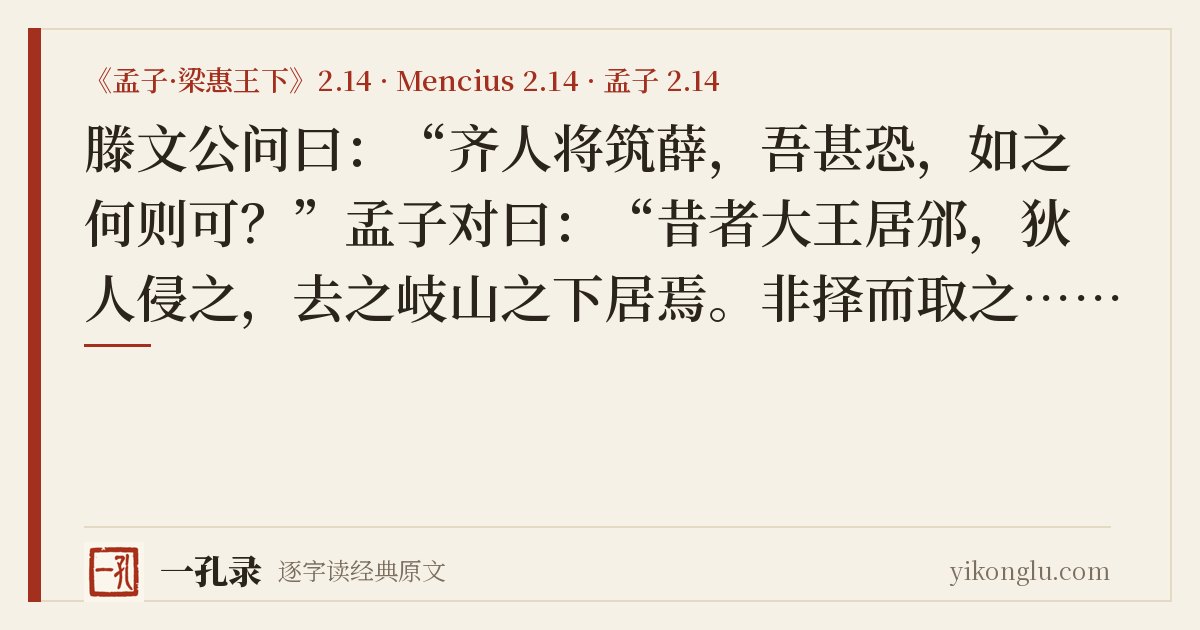 《孟子·梁惠王下》2.14 · Mencius 2.14 · 孟子 2.14
滕文公问曰：“齐人将筑薛，吾甚恐，如之
何则可？”孟子对曰：“昔者大王居邠，狄
人侵之，去之岐山之下居焉。非择而取之……
一孔
一孔录 逐字读经典原文
yikonglu.com